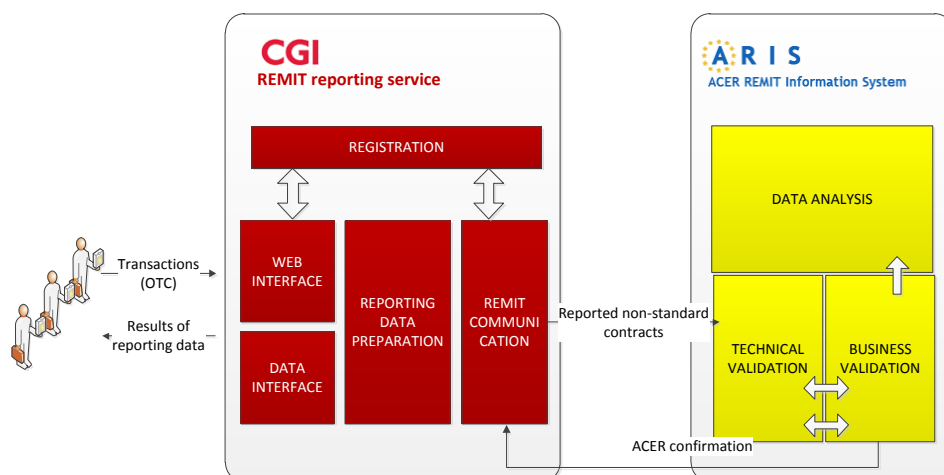 CGI
REMIT reporting service
ARIS
ACER REMIT Information System
REGISTRATION
DATA ANALYSIS
Transactions
(OTC)
WEB
INTERFACE
REPORTING
DATA
PREPARATION
REMIT
COMMUNI
CATION
Reported non-standard
contracts
Results of
reporting data
DATA
INTERFACE
TECHNICAL
VALIDATION
BUSINESS
VALIDATION
ACER confirmation